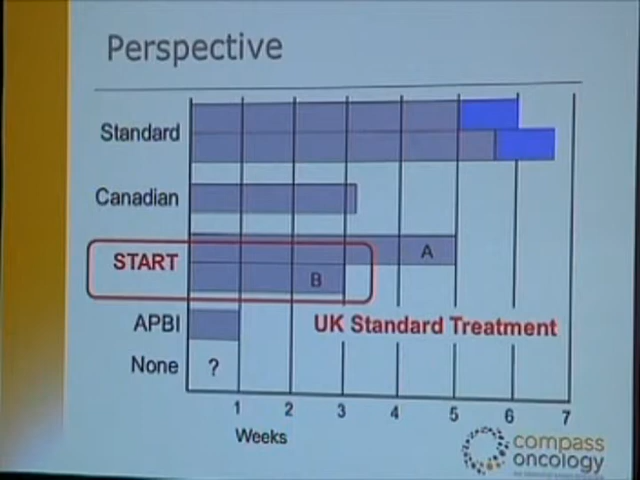 Perspective
Standard
Canadian
START
A
B
APBI
UK Standard Treatment
None
?
1 2 3 4 5 6 7
Weeks
compass
oncology